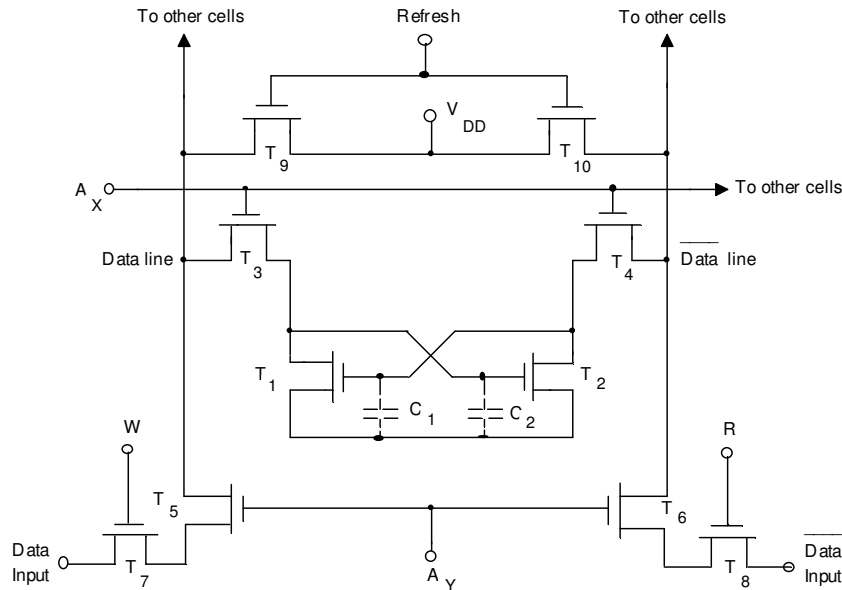 To other cells
Refresh
To other cells
V DD
T 9
T 10
A X
To other cells
Data line
T 3
T 4
Data line
T 1
T 2
C 1
C 2
W
R
T 5
T 6
Data
Input
T 7
A Y
T 8
Data
Input